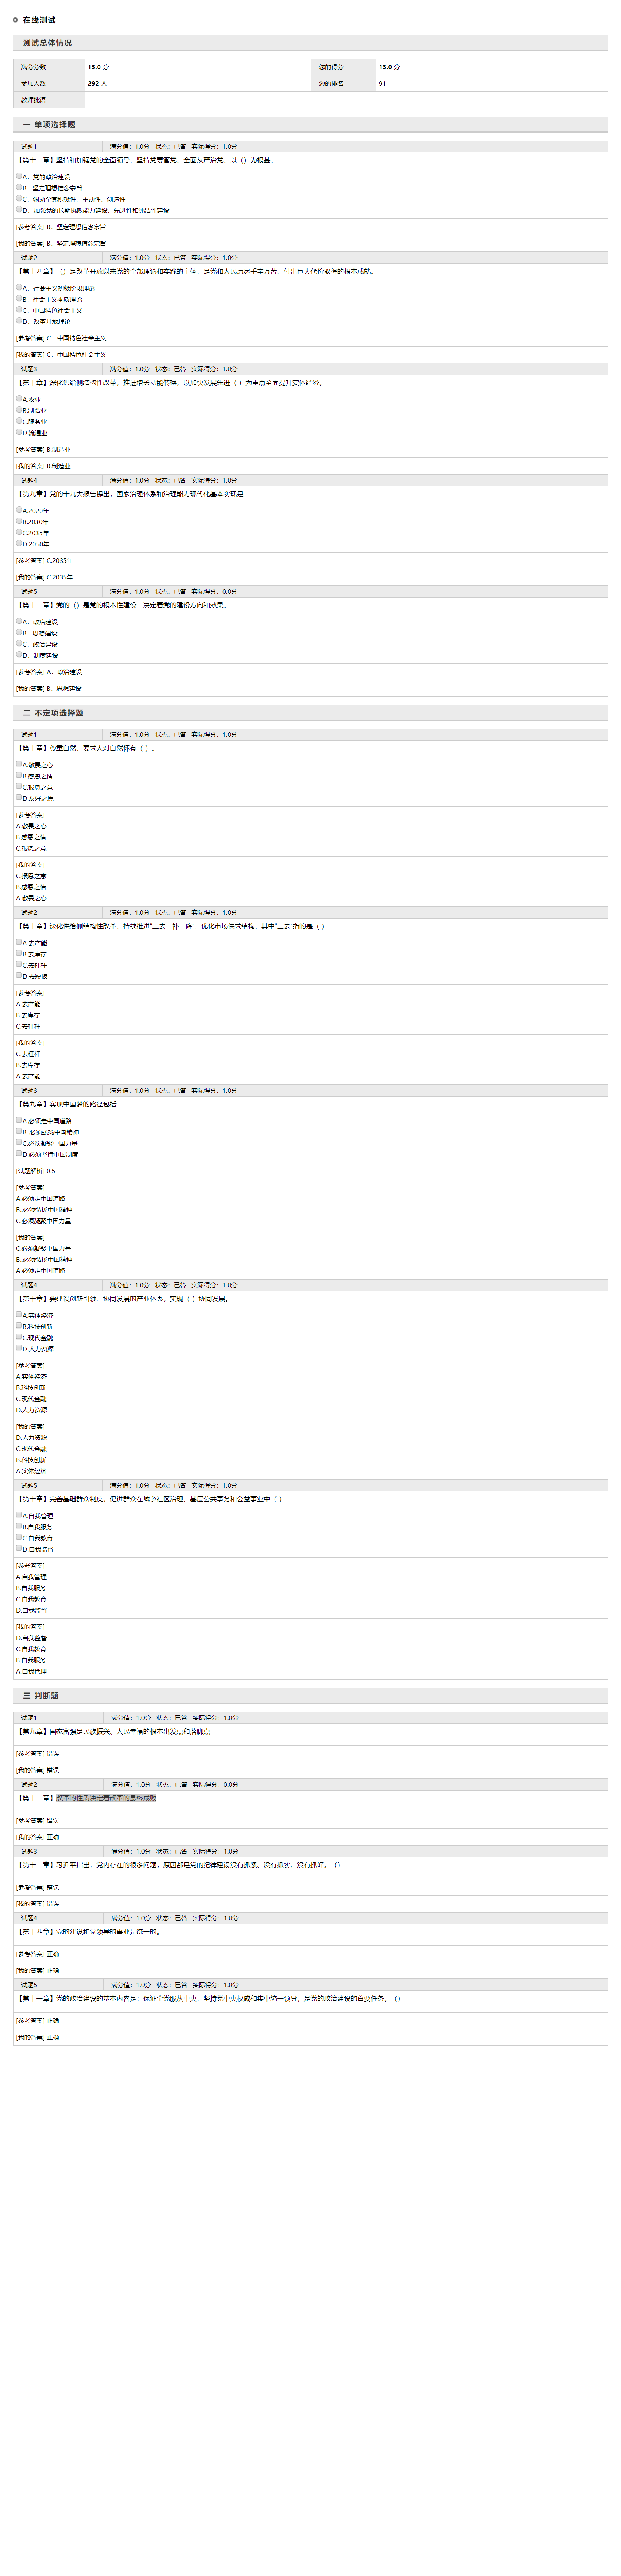 在线测试
测试总体情况
满分分数 15.0 分 您的得分 13.0 分
参加人数 292 人 您的排名 91
教师批语
一 单项选择题
试题1 满分值：1.0分 状态：已答 实际得分：1.0分
【第十一章】坚持和加强党的全面领导，坚持党要管党，全面从严治党，以（）为根基。
A．党的政治建设
B．坚定理想信念宗旨
C．调动全党积极性、主动性、创造性
D．加强党的长期执政能力建设、先进性和纯洁性建设
[参考答案] B．坚定理想信念宗旨
[我的答案] B．坚定理想信念宗旨
试题2 满分值：1.0分 状态：已答 实际得分：1.0分
【第十四章】（）是改革开放以来党的全部理论和实践的主体，是党和人民历尽千辛万苦、付出巨大代价取得的根本成就。
A．社会主义初级阶段理论
B．社会主义本质理论
C．中国特色社会主义
D．改革开放理论
[参考答案] C．中国特色社会主义
[我的答案] C．中国特色社会主义
试题3 满分值：1.0分 状态：已答 实际得分：1.0分
【第十章】深化供给侧结构性改革，推进增长动能转换，以加快发展先进（ ）为重点全面提升实体经济。
A.农业
B.制造业
C.服务业
D.流通业
[参考答案] B.制造业
[我的答案] B.制造业
试题4 满分值：1.0分 状态：已答 实际得分：1.0分
【第九章】党的十九大报告提出，国家治理体系和治理能力现代化基本实现是
A.2020年
B.2030年
C.2035年
D.2050年
[参考答案] C.2035年
[我的答案] C.2035年
试题5 满分值：1.0分 状态：已答 实际得分：0.0分
【第十一章】党的（）是党的根本性建设，决定着党的建设方向和效果。
A．政治建设
B．思想建设
C．政治建设
D．制度建设
[参考答案] A．政治建设
[我的答案] B．思想建设
二 不定项选择题
试题1 满分值：1.0分 状态：已答 实际得分：1.0分
【第十章】尊重自然，要求人对自然怀有（ ）。
A.敬畏之心
B.感恩之情
C.报恩之意
D.友好之愿
[参考答案]
A.敬畏之心
B.感恩之情
C.报恩之意
[我的答案]
C.报恩之意
B.感恩之情
A.敬畏之心
试题2 满分值：1.0分 状态：已答 实际得分：1.0分
【第十章】深化供给侧结构性改革，持续推进“三去一补一降”，优化市场供求结构，其中“三去”指的是（ ）
A.去产能
B.去库存
C.去杠杆
D.去短板
[参考答案]
A.去产能
B.去库存
C.去杠杆
[我的答案]
C.去杠杆
B.去库存
A.去产能
试题3 满分值：1.0分 状态：已答 实际得分：1.0分
【第九章】实现中国梦的路径包括
A.必须走中国道路
B..必须弘扬中国精神
C.必须凝聚中国力量
D.必须坚持中国制度
[试题解析] 0.5
[参考答案]
A.必须走中国道路
B..必须弘扬中国精神
C.必须凝聚中国力量
[我的答案]
C.必须凝聚中国力量
B..必须弘扬中国精神
A.必须走中国道路
试题4 满分值：1.0分 状态：已答 实际得分：1.0分
【第十章】要建设创新引领、协同发展的产业体系，实现（ ）协同发展。
A.实体经济
B.科技创新
C.现代金融
D.人力资源
[参考答案]
A.实体经济
B.科技创新
C.现代金融
D.人力资源
[我的答案]
D.人力资源
C.现代金融
B.科技创新
A.实体经济
试题5 满分值：1.0分 状态：已答 实际得分：1.0分
【第十章】完善基础群众制度，促进群众在城乡社区治理、基层公共事务和公益事业中（ ）
A.自我管理
B.自我服务
C.自我教育
D.自我监督
[参考答案]
A.自我管理
B.自我服务
C.自我教育
D.自我监督
[我的答案]
D.自我监督
C.自我教育
B.自我服务
A.自我管理
三 判断题
试题1 满分值：1.0分 状态：已答 实际得分：1.0分
【第九章】国家富强是民族振兴、人民幸福的根本出发点和落脚点
[参考答案] 错误
[我的答案] 错误
试题2 满分值：1.0分 状态：已答 实际得分：0.0分
【第十一章】改革的性质决定着改革的最终成败
[参考答案] 错误
[我的答案] 正确
试题3 满分值：1.0分 状态：已答 实际得分：1.0分
【第十一章】习近平指出，党内存在的很多问题，原因都是党的纪律建设没有抓紧、没有抓实、没有抓好。（）
[参考答案] 错误
[我的答案] 错误
试题4 满分值：1.0分 状态：已答 实际得分：1.0分
【第十四章】党的建设和党领导的事业是统一的。
[参考答案] 正确
[我的答案] 正确
试题5 满分值：1.0分 状态：已答 实际得分：1.0分
【第十一章】党的政治建设的基本内容是：保证全党服从中央，坚持党中央权威和集中统一领导，是党的政治建设的首要任务。（）
[参考答案] 正确
[我的答案] 正确